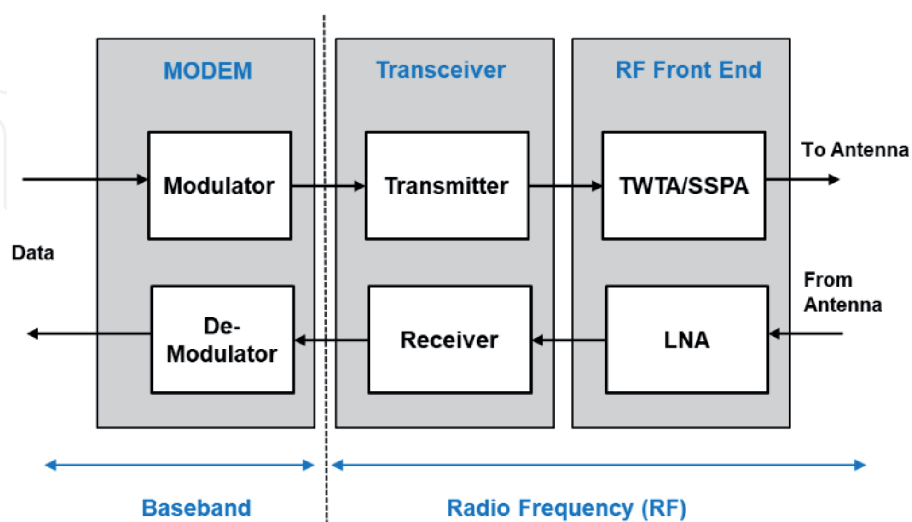 MODEM
Transceiver
RF Front End
To Antenna
Modulator
Transmitter
TWTA/SSPA
Data
From
Antenna
De-
Modulator
Receiver
LNA
Baseband
Radio Frequency (RF)